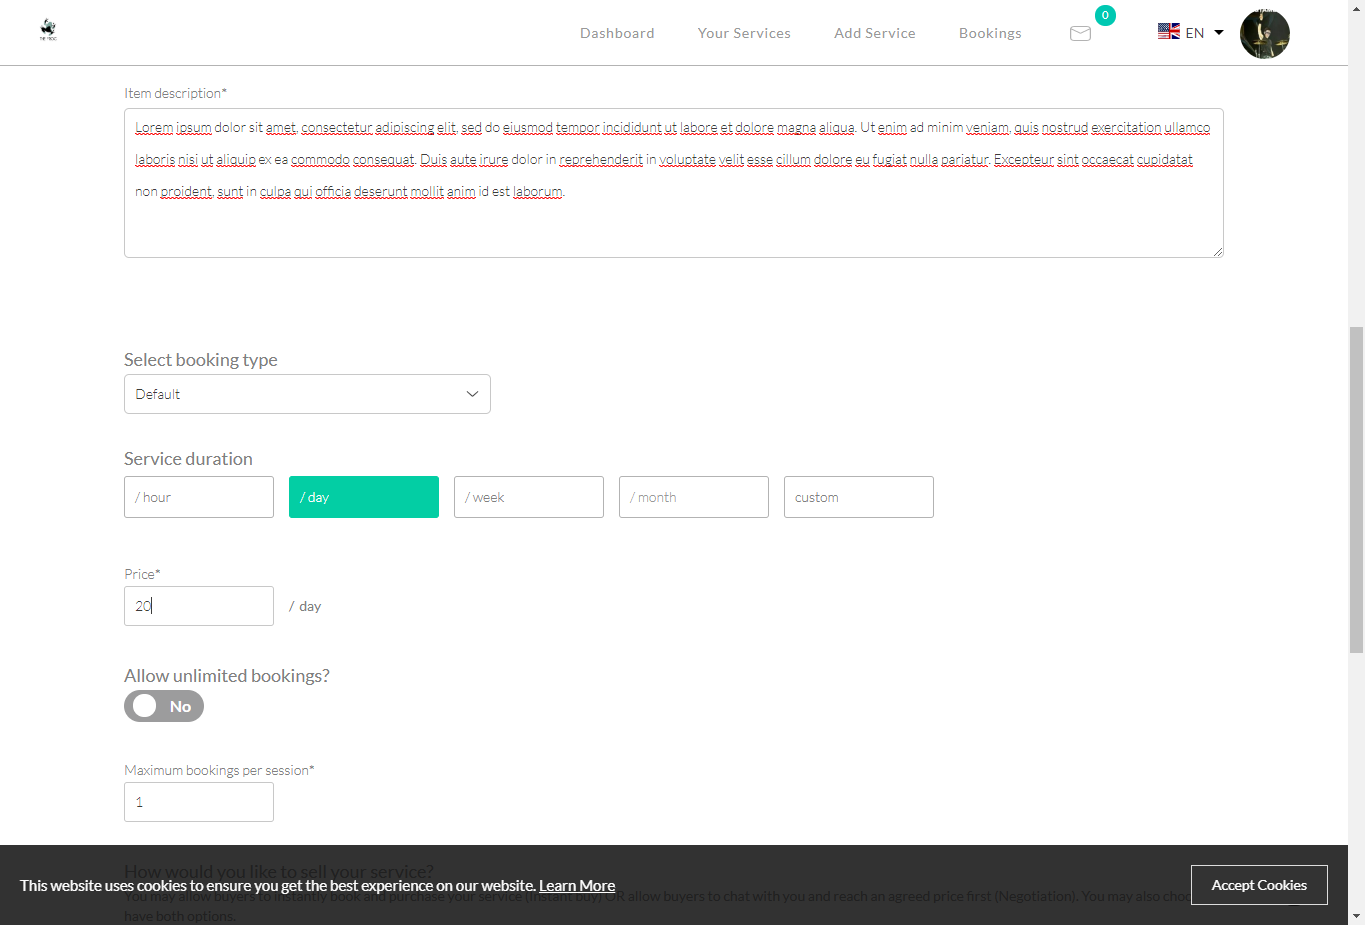 Dashboard Your Services Add Service Bookings 0 EN
Item description*
Lorem ipsum dolor sit amet, consectetur adipiscing elit, sed do eiusmod tempor incididunt ut labore et dolore magna aliqua. Ut enim ad minim veniam, quis nostrud exercitation ullamco
laboris nisi ut aliquip ex ea commodo consequat. Duis aute irure dolor in reprehenderit in voluptate velit esse cillum dolore eu fugiat nulla pariatur. Excepteur sint occaecat cupidatat
non proident, sunt in culpa qui officia deserunt mollit anim id est laborum.
Select booking type
Default
Service duration
/ hour / day / week / month custom
Price*
20 / day
Allow unlimited bookings?
No
Maximum bookings per session*
1
How would you like to sell your service?
This website uses cookies to ensure you get the best experience on our website. Learn More Accept Cookies
You may allow buyers to instantly book and purchase your service (Instant buy) OR allow buyers to chat with you and reach an agreed price first (Negotiation). You may also
have both options.